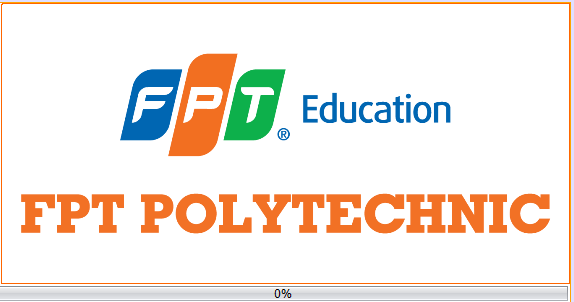 FPT® Education
FPT POLYTECHNIC
0%